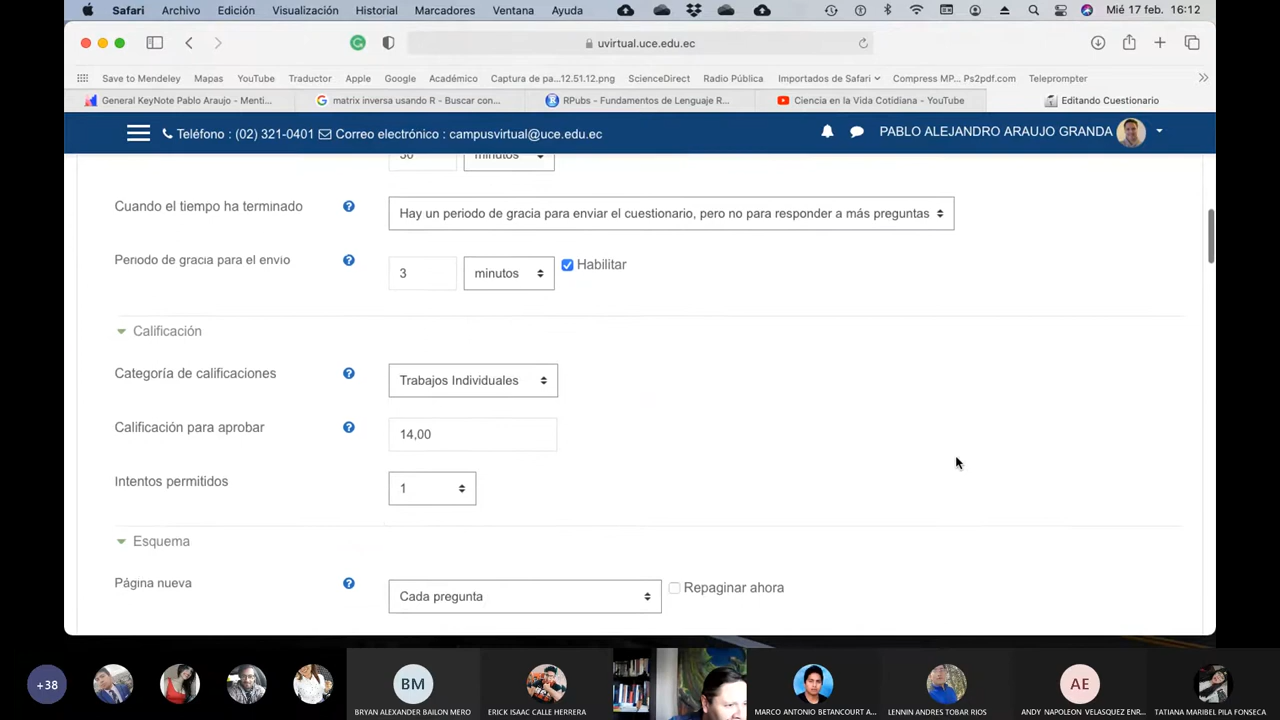 Safari Archivo Edición Visualización Historial Marcadores Ventana Ayuda Mié 17 feb. 16:12
uvirtual.uce.edu.ec
Save to Mendeley Mapas YouTube Traductor Apple Google Académico Captura de pa...12.51.12.png ScienceDirect Radio Pública Importados de Safari Compress MP... Ps2pdf.com Teleprompter
General KeyNote Pablo Araujo - Menti... matrix inversa usando R - Buscar con... RPubs - Fundamentos de Lenguaje R... Ciencia en la Vida Cotidiana - YouTube Editando Cuestionario
Teléfono : (02) 321-0401 Correo electrónico : campusvirtual@uce.edu.ec PABLO ALEJANDRO ARAUJO GRANDA
minutos
Cuando el tiempo ha terminado Hay un periodo de gracia para enviar el cuestionario, pero no para responder a más preguntas
Periodo de gracia para el envio 3 minutos Habilitar
Calificación
Categoría de calificaciones Trabajos Individuales
Calificación para aprobar 14,00
Intentos permitidos 1
Esquema
Página nueva Cada pregunta Repaginar ahora
+38 BM AE
BRYAN ALEXANDER BAILON MERO ERICK ISAAC CALLE HERRERA MARCO ANTONIO BETANCOURT A... LENNIN ANDRES TOBAR RIOS ANDY NAPOLEON VELASQUEZ ENR... TATIANA MARIBEL PILA FONSECA